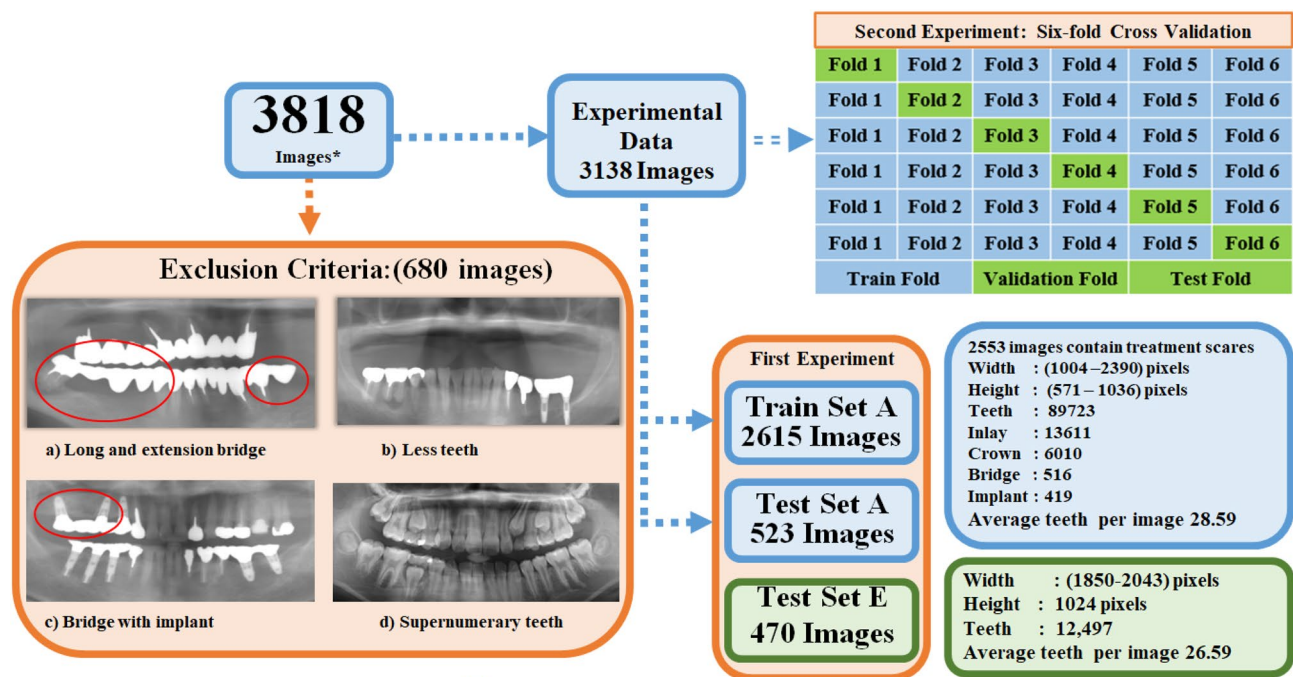 3818
Images*
Experimental
Data
3138 Images
Second Experiment: Six-fold Cross Validation
Fold 1 Fold 2 Fold 3 Fold 4 Fold 5 Fold 6
Fold 1 Fold 2 Fold 3 Fold 4 Fold 5 Fold 6
Fold 1 Fold 2 Fold 3 Fold 4 Fold 5 Fold 6
Fold 1 Fold 2 Fold 3 Fold 4 Fold 5 Fold 6
Fold 1 Fold 2 Fold 3 Fold 4 Fold 5 Fold 6
Fold 1 Fold 2 Fold 3 Fold 4 Fold 5 Fold 6
Train Fold Validation Fold Test Fold
Exclusion Criteria:(680 images)
a) Long and extension bridge
b) Less teeth
c) Bridge with implant
d) Supernumerary teeth
First Experiment
Train Set A
2615 Images
Test Set A
523 Images
Test Set E
470 Images
2553 images contain treatment scares
Width : (1004–2390) pixels
Height : (571–1036) pixels
Teeth : 89723
Inlay : 13611
Crown : 6010
Bridge : 516
Implant : 419
Average teeth per image 28.59
Width : (1850-2043) pixels
Height : 1024 pixels
Teeth : 12,497
Average teeth per image 26.59